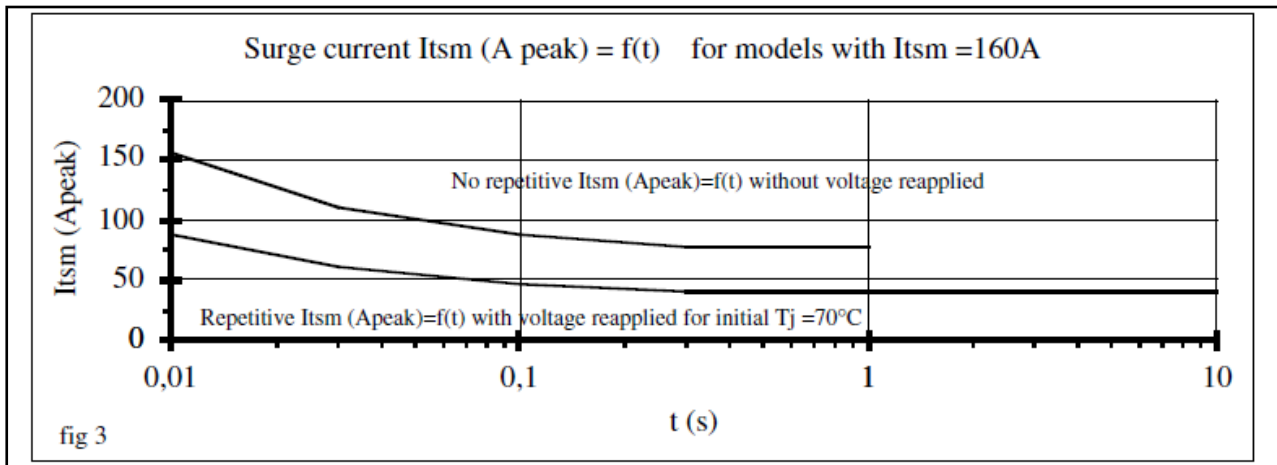 Surge current Itsm (A peak) = f(t) for models with Itsm =160A
200
150
100
50
0
Itsm (Apeak)
No repetitive Itsm (Apeak)=f(t) without voltage reapplied
Repetitive Itsm (Apeak)=f(t) with voltage reapplied for initial Tj =70°C
0,01 0,1 1 10
t (s)
fig 3